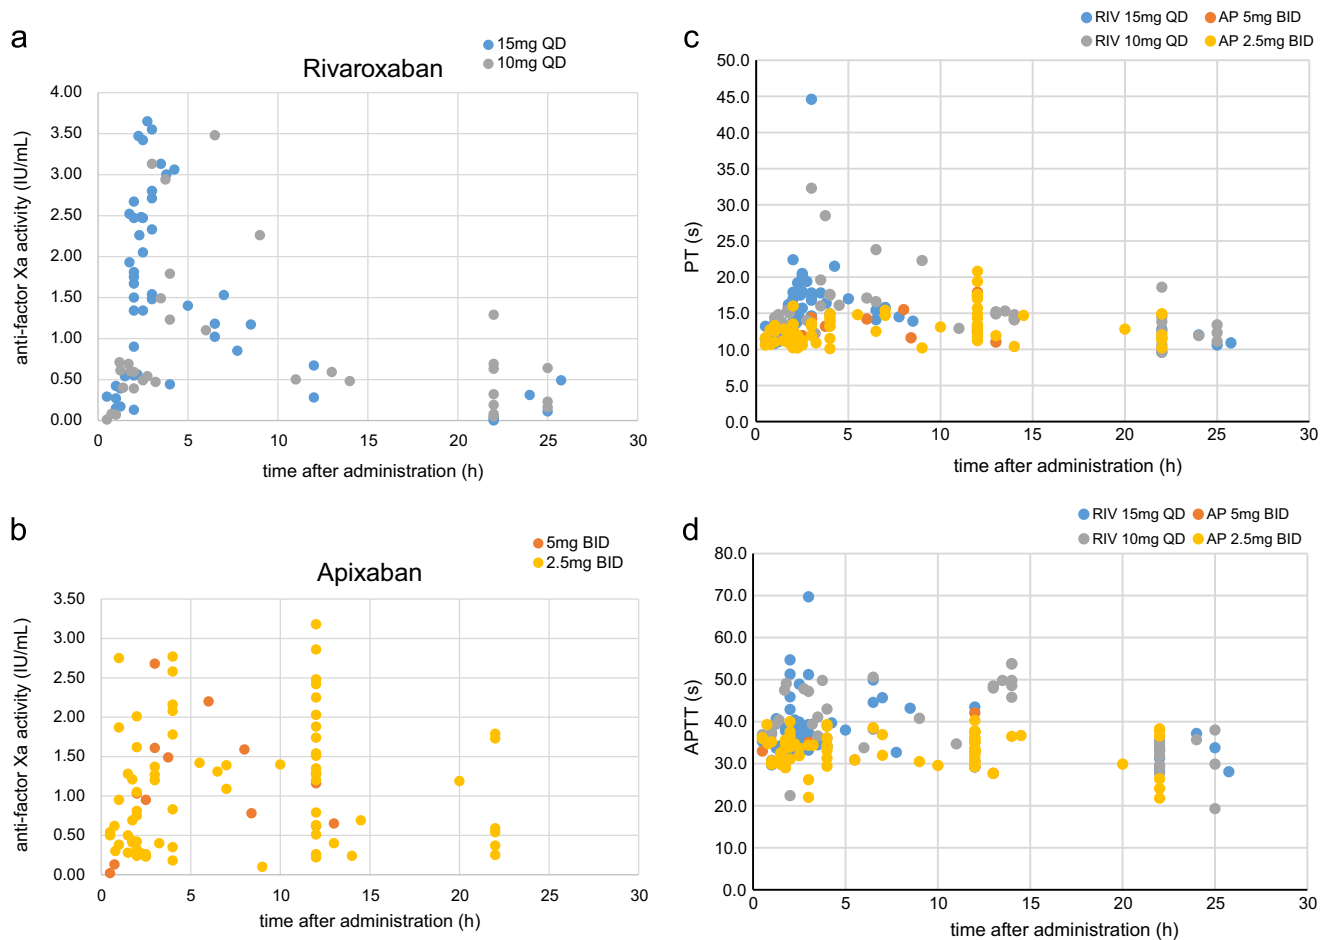 a
15mg QD
10mg QD
Rivaroxaban
anti-factor Xa activity (IU/mL)
4.00
3.50
3.00
2.50
2.00
1.50
1.00
0.50
0.00
0 5 10 15 20 25 30
time after administration (h)
b
5mg BID
2.5mg BID
Apixaban
anti-factor Xa activity (IU/mL)
3.50
3.00
2.50
2.00
1.50
1.00
0.50
0.00
0 5 10 15 20 25 30
time after administration (h)
c
RIV 15mg QD AP 5mg BID
RIV 10mg QD AP 2.5mg BID
PT (s)
50.0
45.0
40.0
35.0
30.0
25.0
20.0
15.0
10.0
5.0
0.0
0 5 10 15 20 25 30
time after administration (h)
d
RIV 15mg QD AP 5mg BID
RIV 10mg QD AP 2.5mg BID
APTT (s)
80.0
70.0
60.0
50.0
40.0
30.0
20.0
10.0
0.0
0 5 10 15 20 25 30
time after administration (h)